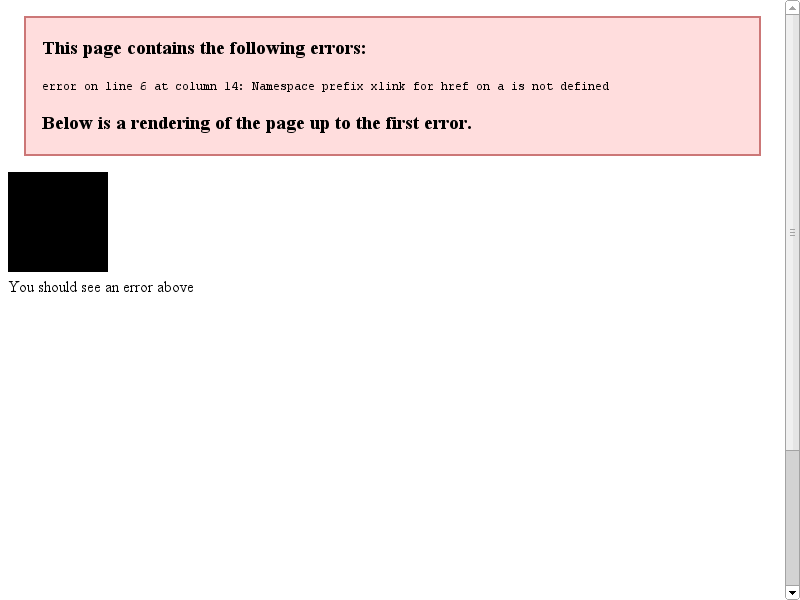 This page contains the following errors:
error on line 6 at column 14: Namespace prefix xlink for href on a is not defined
Below is a rendering of the page up to the first error.
You should see an error above